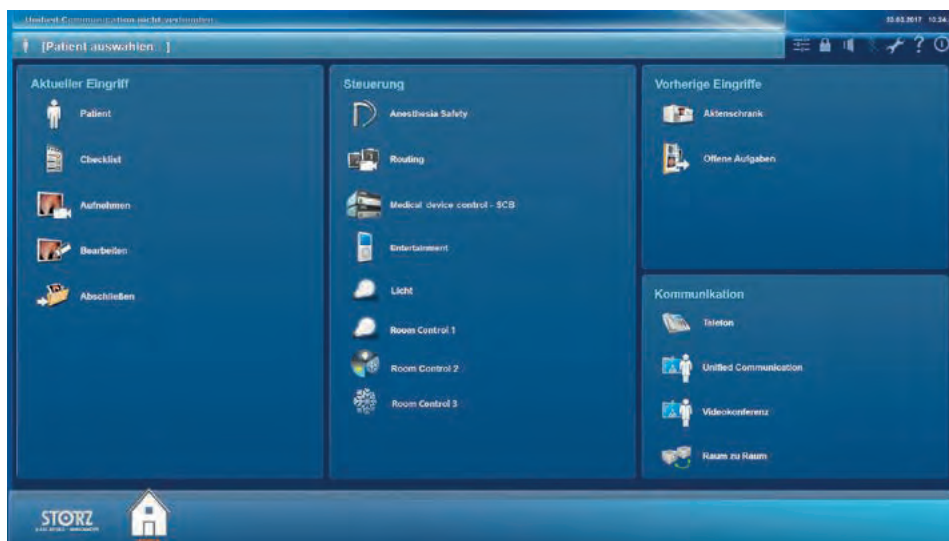 Unified Communication nicht verbunden
[Patient auswählen...]
Aktueller Eingriff
Patient
Checklist
Aufnehmen
Bearbeiten
Abschließen
Steuerung
Anesthesia Safety
Routing
Medical device control - SCB
Entertainment
Licht
Room Control 1
Room Control 2
Room Control 3
Vorherige Eingriffe
Aktenschrank
Offene Aufgaben
Kommunikation
Telefon
Unified Communication
Videokonferenz
Raum zu Raum
STORZ